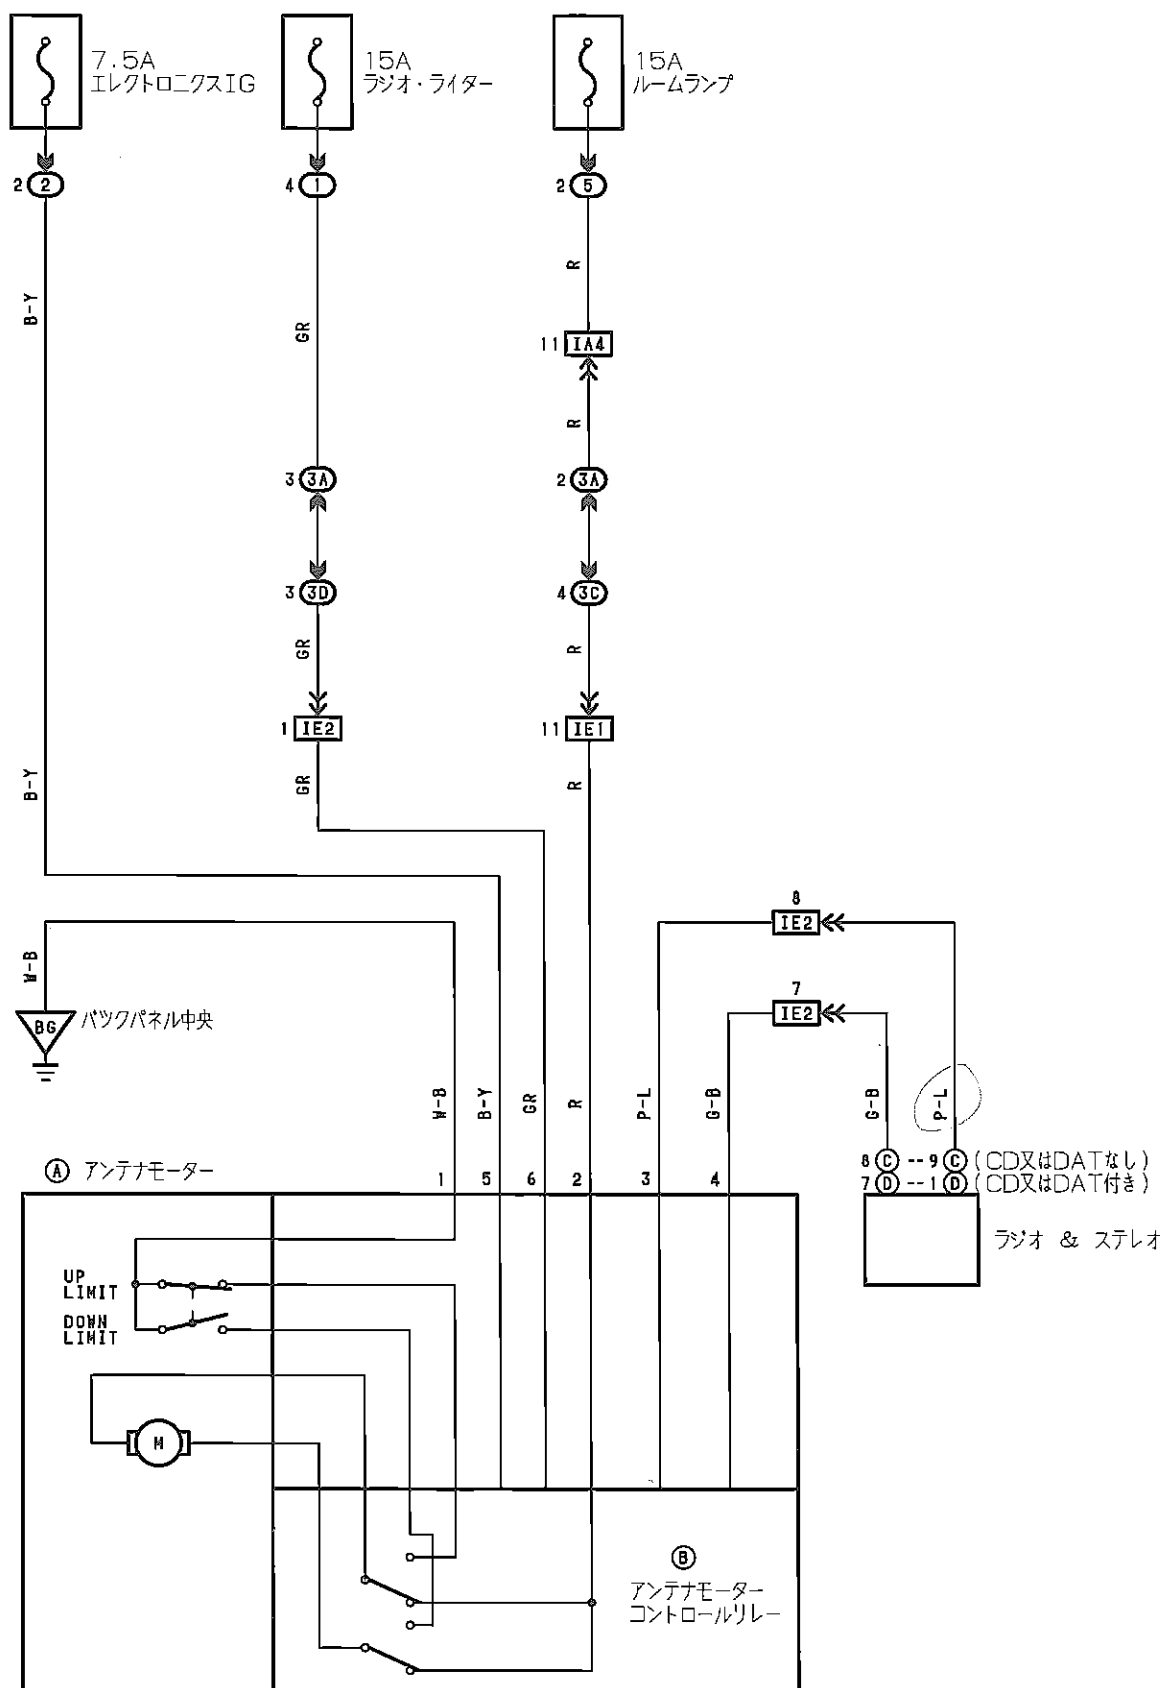 7.5A
エレクトロニクスIG
15A
ラジオ・ライター
15A
ルームランプ
2 2
4 1
2 5
R
B-Y
GR
11 IA4
R
3 3A
2 3A
3 3D
4 3C
GR
R
1 IE2
11 IE1
B-Y
GR
R
8
IE2
W-B
7
IE2
BG
バックパネル中央
W-B
B-Y
GR
R
P-L
G-B
G-B
P-L
A アンテナモーター
1 5 6 2 3 4
8 C --9 C (CD又はDATなし)
7 D --1 D (CD又はDAT付き)
ラジオ & ステレオ
UP
LIMIT
DOWN
LIMIT
M
B
アンテナモーター
コントロールリレー